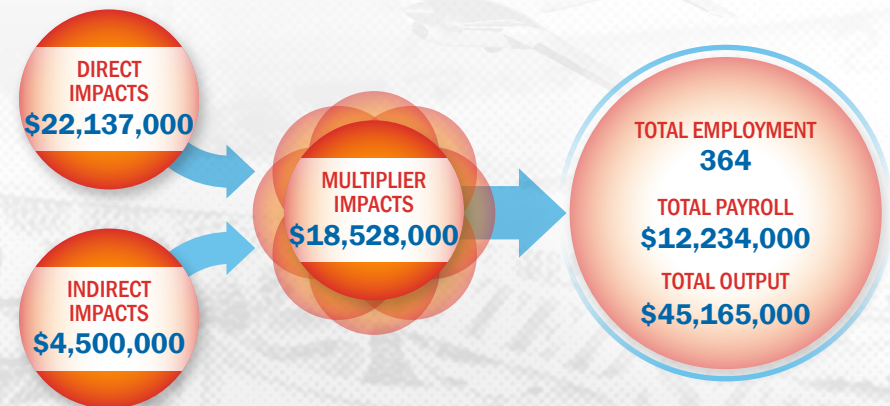 DIRECT
IMPACTS
$22,137,000
INDIRECT
IMPACTS
$4,500,000
MULTIPLIER
IMPACTS
$18,528,000
TOTAL EMPLOYMENT
364
TOTAL PAYROLL
$12,234,000
TOTAL OUTPUT
$45,165,000